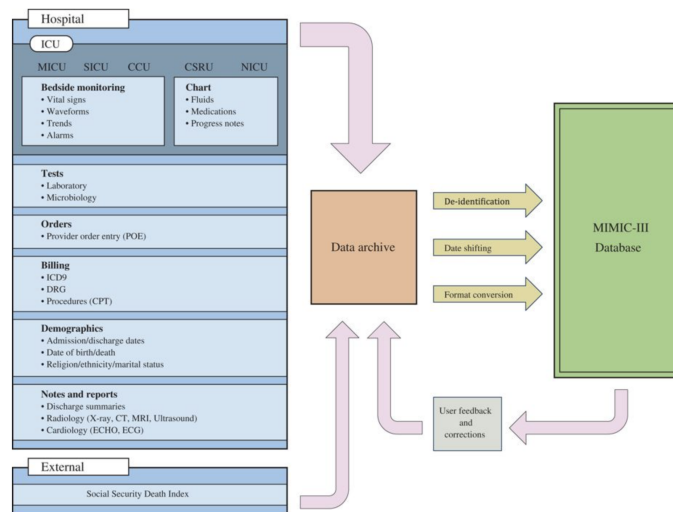 Hospital
ICU
MICU SICU CCU CSRU NICU
Bedside monitoring
• Vital signs
• Waveforms
• Trends
• Alarms
Chart
• Fluids
• Medications
• Progress notes
Tests
• Laboratory
• Microbiology
Orders
• Provider order entry (POE)
Billing
• ICD9
• DRG
• Procedures (CPT)
Demographics
• Admission/discharge dates
• Date of birth/death
• Religion/ethnicity/marital status
Notes and reports
• Discharge summaries
• Radiology (X-ray, CT, MRI, Ultrasound)
• Cardiology (ECHO, ECG)
External
Social Security Death Index
Data archive
De-identification
Date shifting
Format conversion
MIMIC-III
Database
User feedback
and
corrections